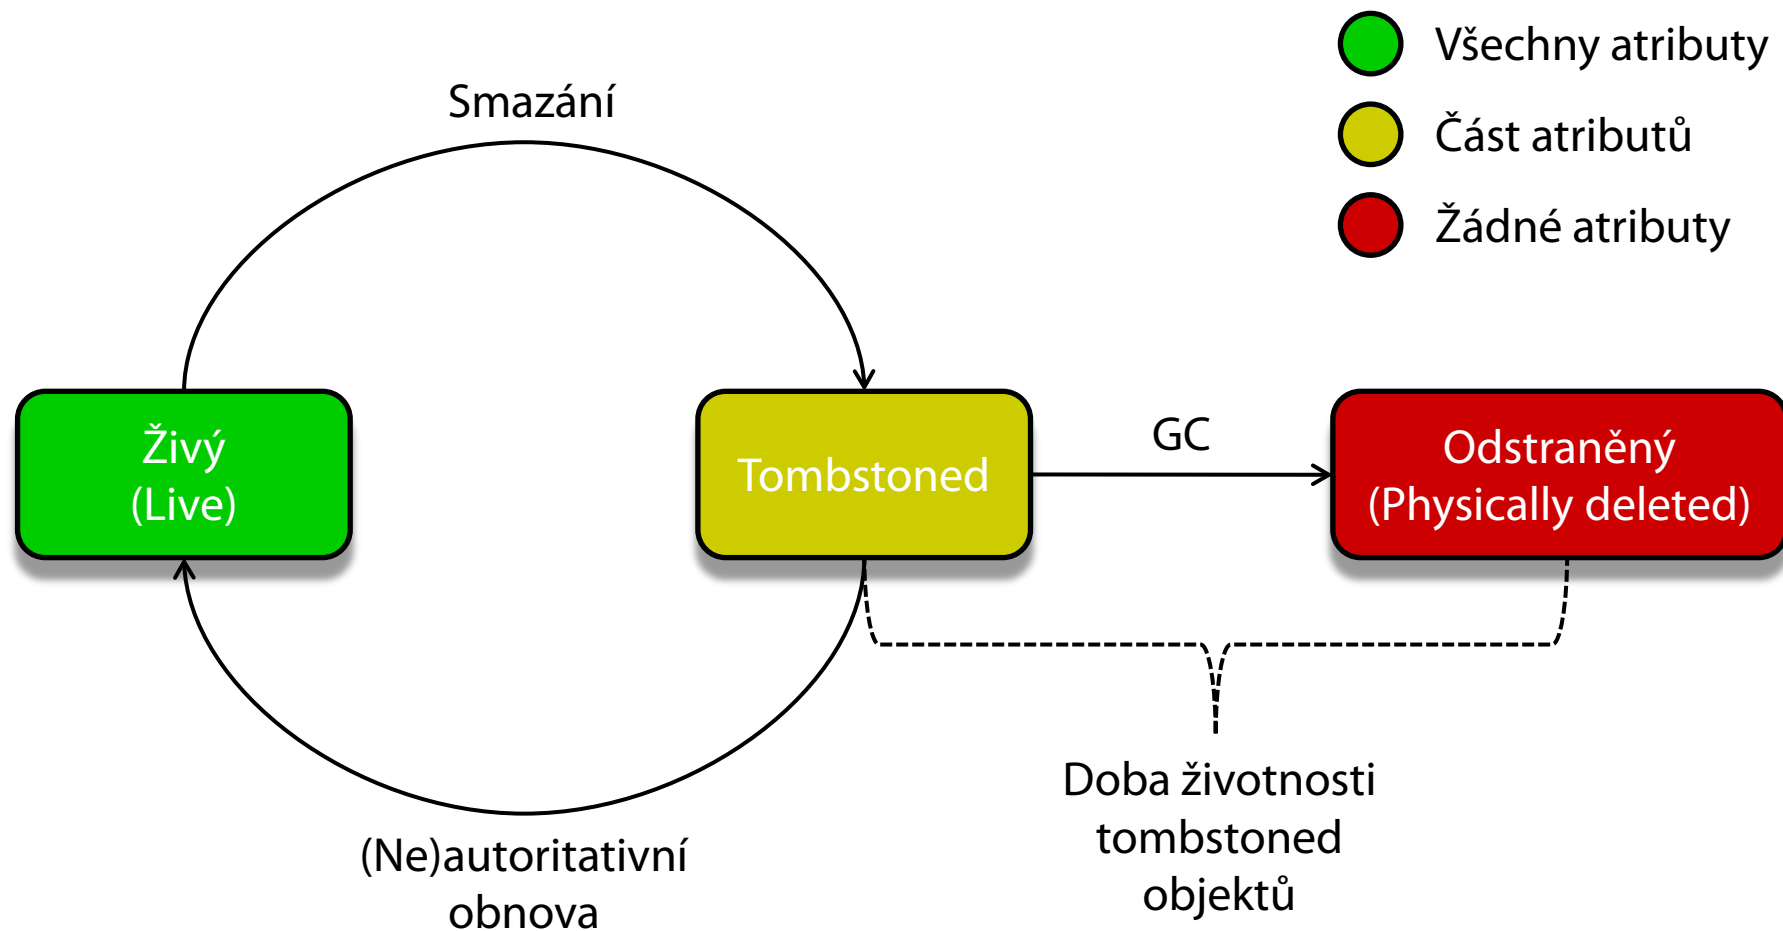 Všechny atributy
Část atributů
Žádné atributy
Smazání
Živý
(Live)
Tombstoned
GC
Odstraněný
(Physically deleted)
(Ne)autoritativní
obnova
Doba životnosti
tombstoned
objektů